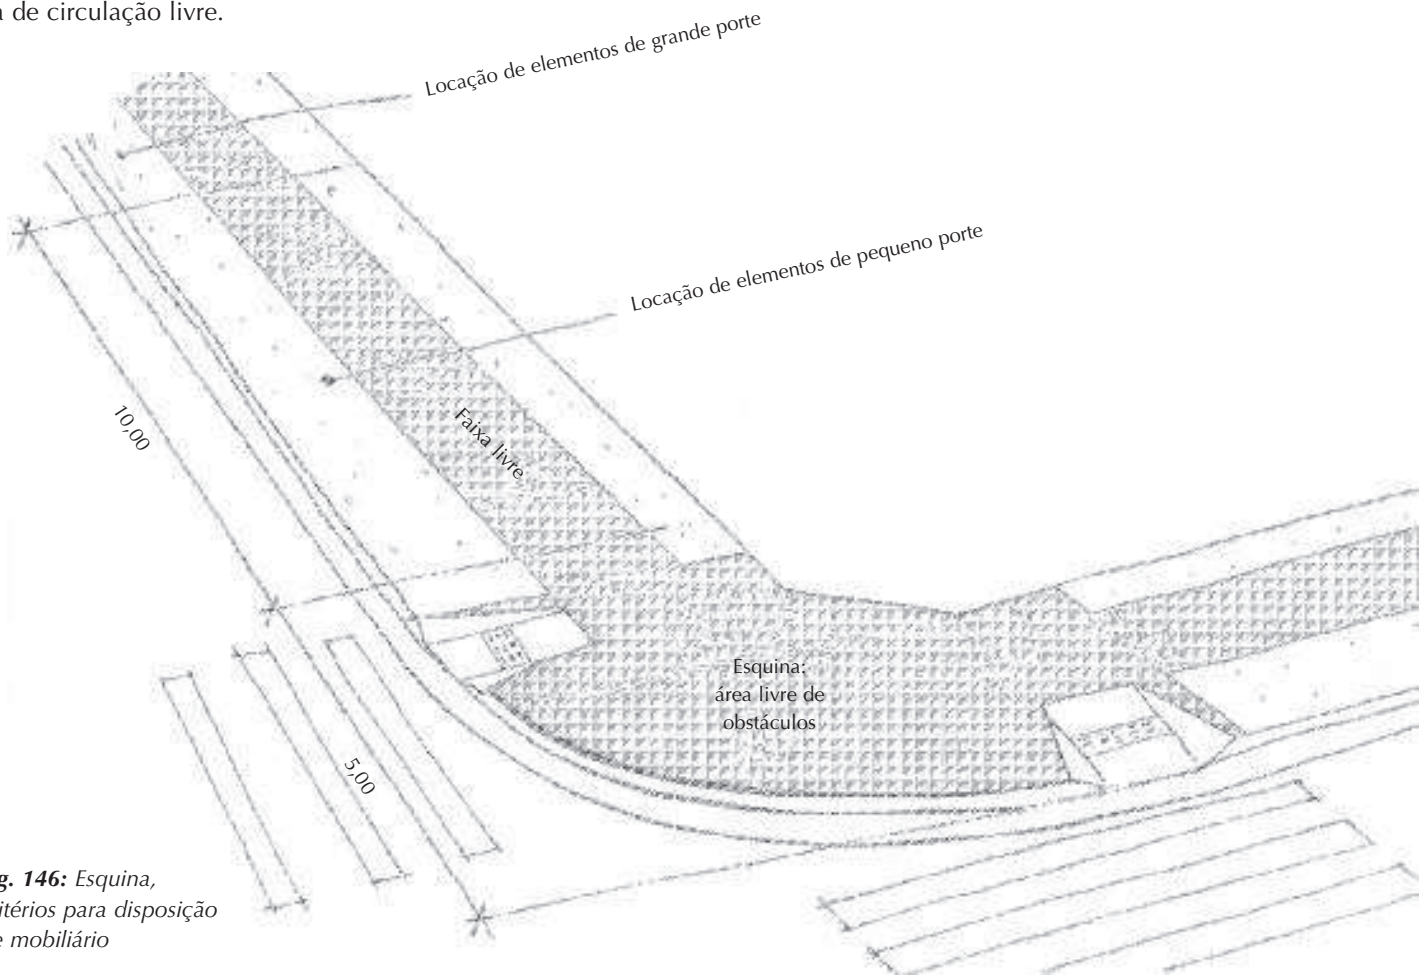 a de circulação livre.
Locação de elementos de grande porte
Locação de elementos de pequeno porte
10,00
Faixa livre
Esquina:
área livre de
obstáculos
5,00
g. 146: Esquina,
itérios para disposição
e mobiliário